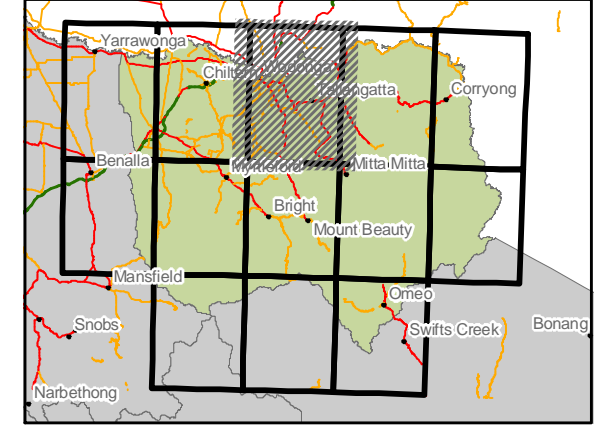 Yarrawonga
Chiltern
Wodonga
Tallangatta
Corryong
Benalla
Myrtleford
Mitta Mitta
Bright
Mount Beauty
Mansfield
Omeo
Snobs
Swifts Creek
Bonang
Narbethong